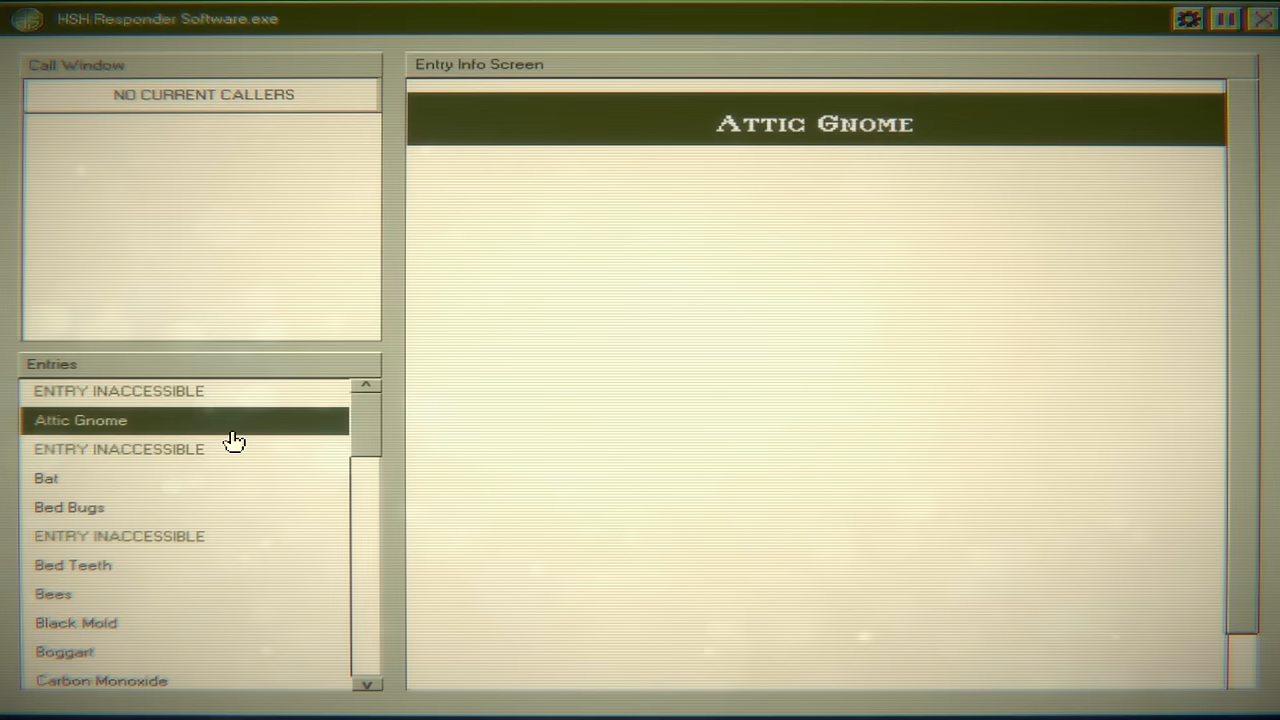 HSH Responder Software.exe
Call Window
NO CURRENT CALLERS
Entry Info Screen
Attic Gnome
Entries
ENTRY INACCESSIBLE
Attic Gnome
ENTRY INACCESSIBLE
Bat
Bed Bugs
ENTRY INACCESSIBLE
Bed Teeth
Bees
Black Mold
Boggart
Carbon Monoxide